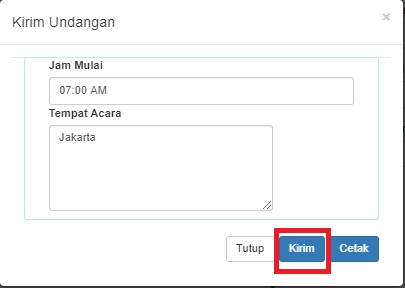 Kirim Undangan ×
Jam Mulai
07:00 AM
Tempat Acara
Jakarta
Tutup Kirim Cetak